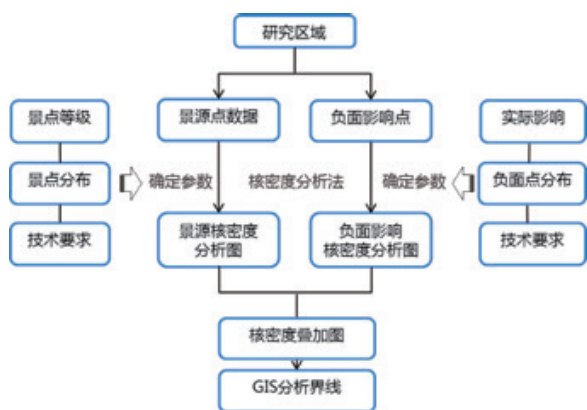 研究区域
景点等级
景源点数据
负面影响点
实际影响
景点分布
确定参数
核密度分析法
确定参数
负面点分布
技术要求
景源核密度
分析图
负面影响
核密度分析图
技术要求
核密度叠加图
GIS分析界线